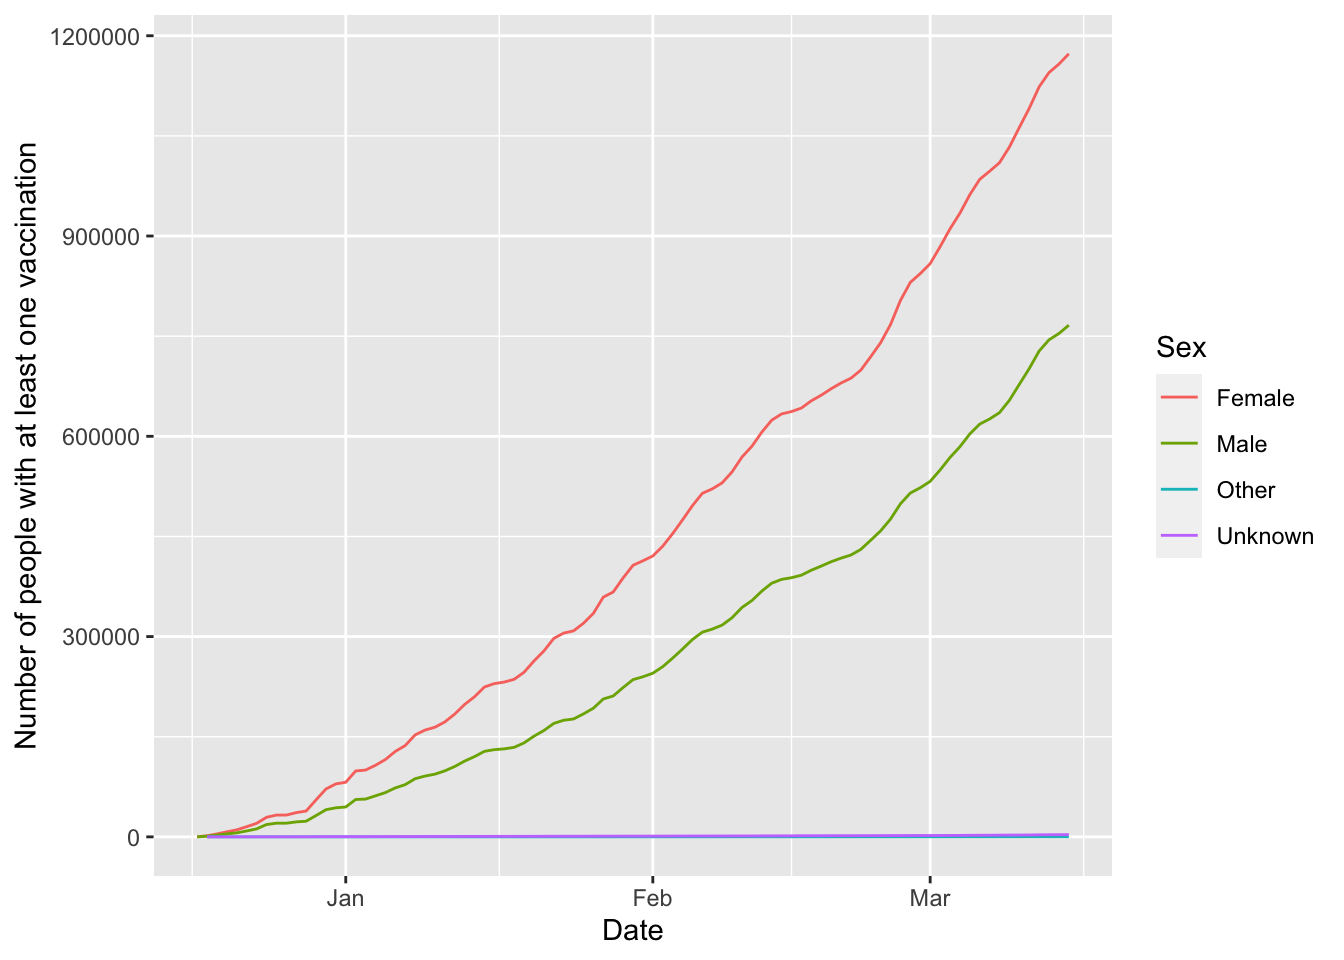 Number of people with at least one vaccination
1200000
900000
600000
300000
0
Jan Feb Mar
Date
Sex
Female
Male
Other
Unknown